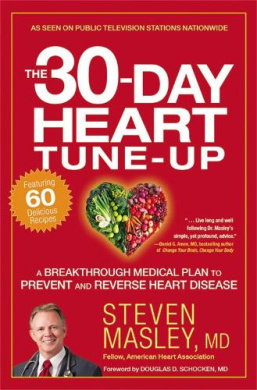 AS SEEN ON PUBLIC TELEVISION STATIONS NATIONWIDE
THE
30-DAY
HEART
TUNE-UP
Featuring
60
Delicious
Recipes
" . . . Live long and well
following Dr. Masley's
simple, yet profound, advice."
—Daniel G. Amen, MD, bestselling author
of Change Your Brain, Change Your Body
A BREAKTHROUGH MEDICAL PLAN TO
PREVENT AND REVERSE HEART DISEASE
STEVEN
MASLEY, MD
Fellow, American Heart Association
Foreword by DOUGLAS D. SCHOCKEN, MD